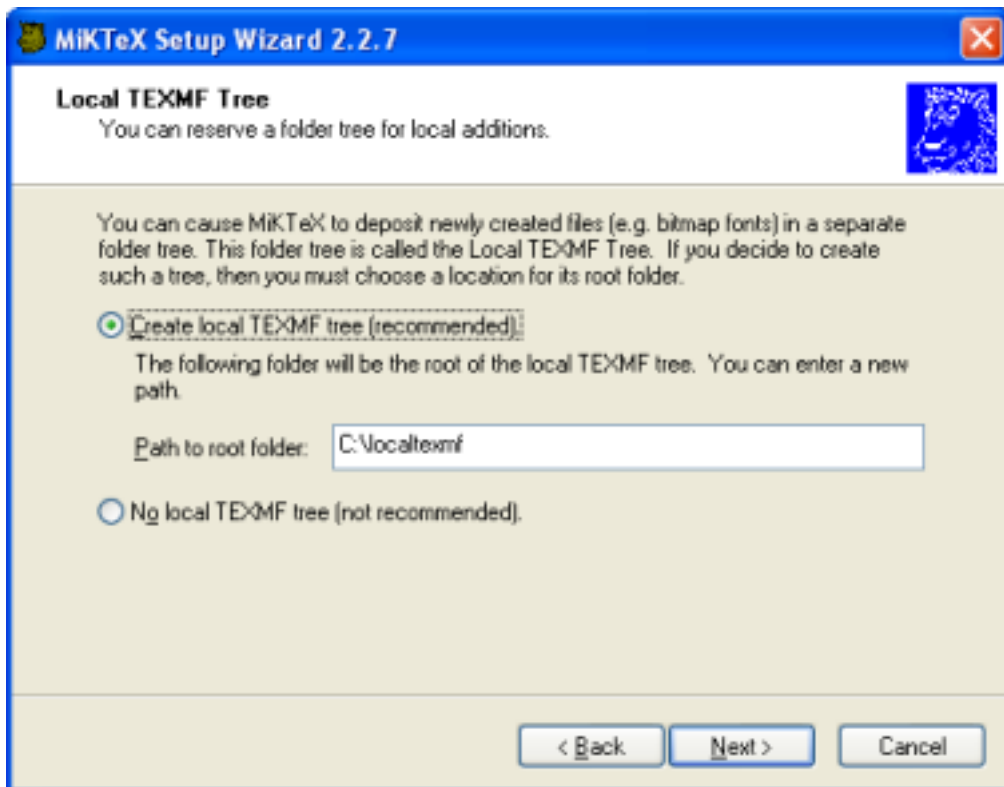 MiKTeX Setup Wizard 2.2.7
Local TEXMF Tree
You can reserve a folder tree for local additions.
You can cause MiKTeX to deposit newly created files (e.g. bitmap fonts) in a separate
folder tree. This folder tree is called the Local TEXMF Tree. If you decide to create
such a tree, then you must choose a location for its root folder.
Create local TEXMF tree (recommended).
The following folder will be the root of the local TEXMF tree. You can enter a new
path.
Path to root folder: C:\localtexmf
No local TEXMF tree (not recommended).
< Back Next > Cancel